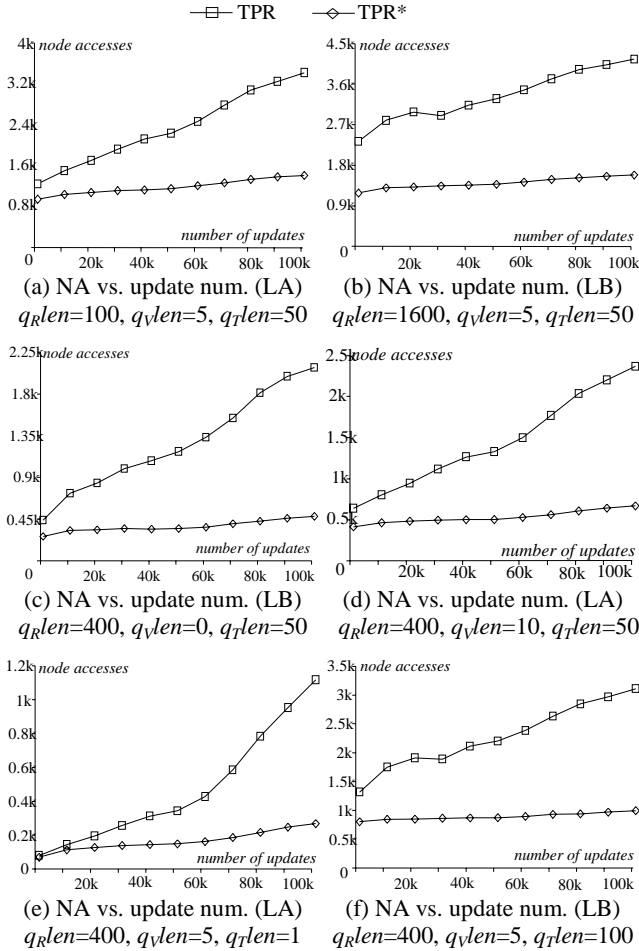 TPR TPR*
4k node accesses
3.2k
2.4k
1.6k
0.8k
number of updates
0 20k 40k 60k 80k 100k
(a) NA vs. update num. (LA)
qRlen=100, qVlen=5, qTlen=50
4.5k node accesses
3.6k
2.7k
1.8k
0.9k
number of updates
0 20k 40k 60k 80k 100k
(b) NA vs. update num. (LB)
qRlen=1600, qVlen=5, qTlen=50
2.25k node accesses
1.8k
1.35k
0.9k
0.45k
number of updates
0 20k 40k 60k 80k 100k
(c) NA vs. update num. (LB)
qRlen=400, qVlen=0, qTlen=50
2.5k node accesses
2k
1.5k
1k
0.5k
number of updates
0 20k 40k 60k 80k 100k
(d) NA vs. update num. (LA)
qRlen=400, qVlen=10, qTlen=50
1.2k node accesses
1k
0.8k
0.6k
0.4k
0.2k
number of updates
0 20k 40k 60k 80k 100k
(e) NA vs. update num. (LA)
qRlen=400, qVlen=5, qTlen=1
3.5k node accesses
3k
2.5k
2k
1.5k
1k
0.5k
number of updates
0 20k 40k 60k 80k 100k
(f) NA vs. update num. (LB)
qRlen=400, qVlen=5, qTlen=100